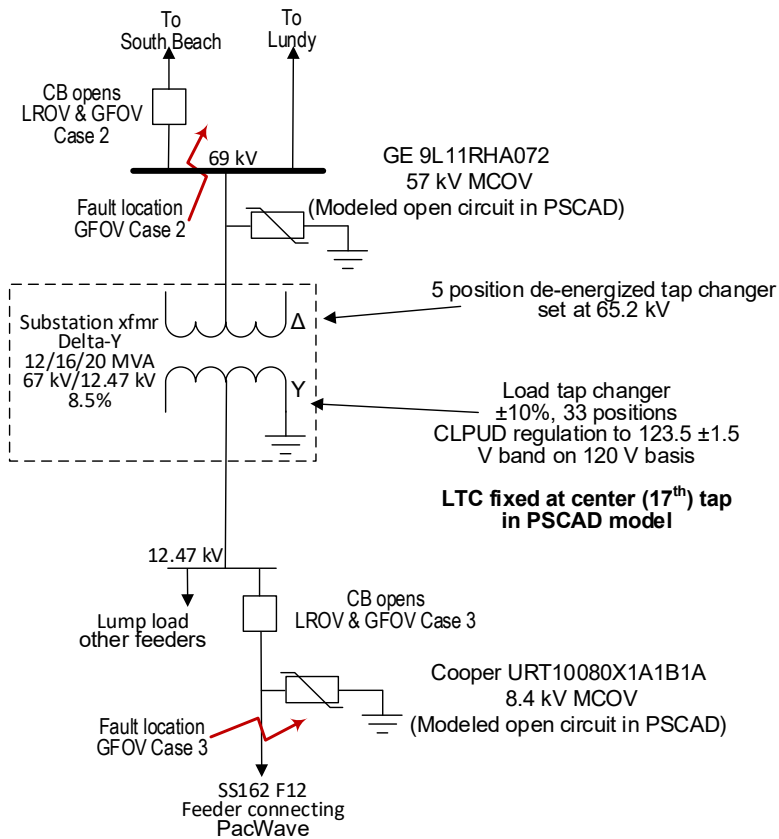 To
South Beach
To
Lundy
CB opens
LROV & GFOV
Case 2
69 kV
GE 9L11RHA072
57 kV MCOV
(Modeled open circuit in PSCAD)
Fault location
GFOV Case 2
5 position de-energized tap changer
set at 65.2 kV
Substation xfmr
Delta-Y
12/16/20 MVA
67 kV/12.47 kV
8.5%
Δ
Y
Load tap changer
±10%, 33 positions
CLPUD regulation to 123.5 ±1.5
V band on 120 V basis
LTC fixed at center (17th) tap
in PSCAD model
12.47 kV
Lump load
other feeders
CB opens
LROV & GFOV Case 3
Cooper URT10080X1A1B1A
8.4 kV MCOV
(Modeled open circuit in PSCAD)
Fault location
GFOV Case 3
SS162 F12
Feeder connecting
PacWave